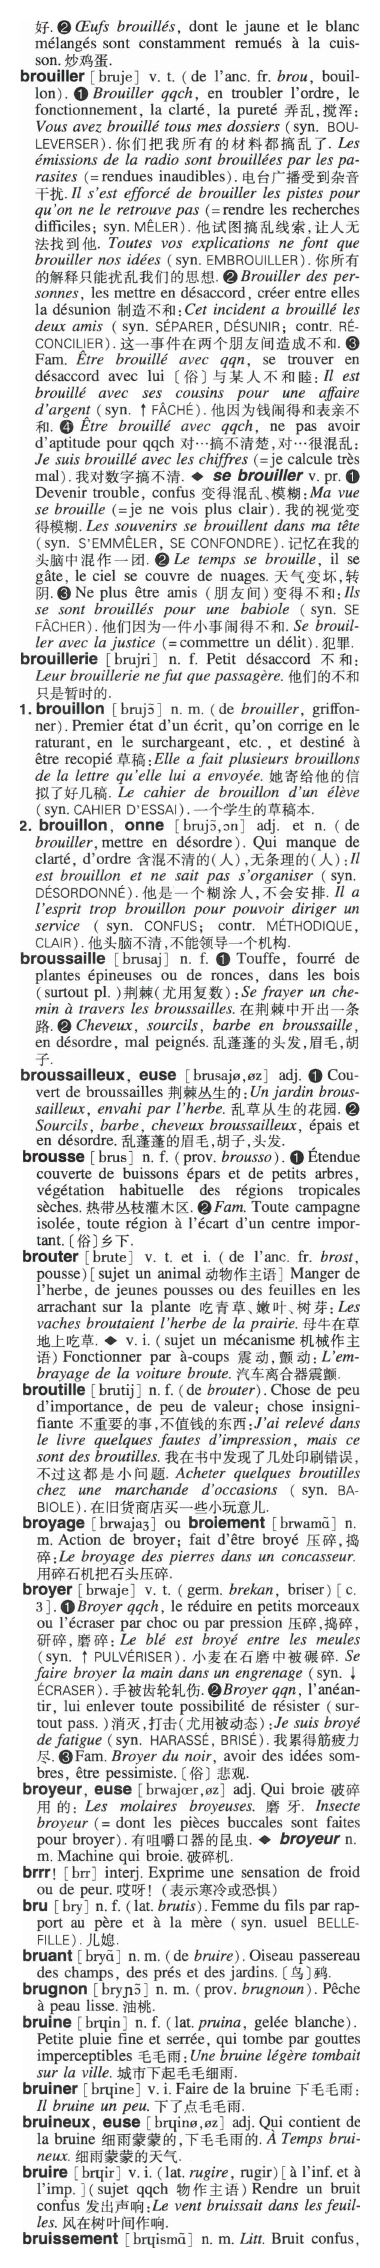 好. ❷ Œufs brouillés, dont le jaune et le blanc
mélangés sont constamment remués à la cuis-
son. 炒鸡蛋.
brouiller [bruje] v. t. (de l'anc. fr. brou, bouil-
lon). ❶ Brouiller qqch, en troubler l'ordre, le
fonctionnement, la clarté, la pureté 弄乱,搅浑:
Vous avez brouillé tous mes dossiers (syn. BOU-
LEVERSER). 你们把我所有的材料都搞乱了. Les
émissions de la radio sont brouillées par les pa-
rasites (=rendues inaudibles). 电台广播受到杂音
干扰. Il s'est efforcé de brouiller les pistes pour
qu'on ne le retrouve pas (=rendre les recherches
difficiles; syn. MÊLER). 他试图搞乱线索,让人无
法找到他. Toutes vos explications ne font que
brouiller nos idées (syn. EMBROUILLER). 你所有
的解释只能扰乱我们的思想. ❷ Brouiller des per-
sonnes, les mettre en désaccord, créer entre elles
la désunion 制造不和: Cet incident a brouillé les
deux amis (syn. SÉPARER, DÉSUNIR; contr. RÉ-
CONCILIER). 这一事件在两个朋友间造成不和. ❸
Fam. Être brouillé avec qqn, se trouver en
désaccord avec lui [俗] 与某人不和睦: Il est
brouillé avec ses cousins pour une affaire
d'argent (syn. ↑ FÂCHÉ). 他因为钱闹得和表亲不
和. ❹ Être brouillé avec qqch, ne pas avoir
d'aptitude pour qqch 对…搞不清楚,对…很混乱:
Je suis brouillé avec les chiffres (=je calcule très
mal). 我对数字搞不清. ◆ se brouiller v. pr. ❶
Devenir trouble, confus 变得混乱、模糊: Ma vue
se brouille (=je ne vois plus clair). 我的视觉变
得模糊. Les souvenirs se brouillent dans ma tête
(syn. S'EMMÊLER, SE CONFONDRE). 记忆在我的
头脑中混作一团. ❷ Le temps se brouille, il se
gâte, le ciel se couvre de nuages. 天气变坏,转
阴. ❸ Ne plus être amis (朋友间) 变得不和: Ils
se sont brouillés pour une babiole (syn. SE
FÂCHER). 他们因为一件小事闹得不和. Se brouil-
ler avec la justice (=commettre un délit). 犯罪.
brouillerie [brujri] n. f. Petit désaccord 不和:
Leur brouillerie ne fut que passagère. 他们的不和
只是暂时的.
1. brouillon [brujɔ̃] n. m. (de brouiller, griffon-
ner). Premier état d'un écrit, qu'on corrige en le
raturant, en le surchargeant, etc., et destiné à
être recopié 草稿: Elle a fait plusieurs brouillons
de la lettre qu'elle lui a envoyée. 她寄给他的信
拟了好几稿. Le cahier de brouillon d'un élève
(syn. CAHIER D'ESSAI). 一个学生的草稿本.
2. brouillon, onne [brujɔ̃,ɔn] adj. et n. (de
brouiller, mettre en désordre). Qui manque de
clarté, d'ordre 含混不清的(人),无条理的(人): Il
est brouillon et ne sait pas s'organiser (syn.
DÉSORDONNÉ). 他是一个糊涂人,不会安排. Il a
l'esprit trop brouillon pour pouvoir diriger un
service (syn. CONFUS; contr. MÉTHODIQUE,
CLAIR). 他头脑不清,不能领导一个机构.
broussaille [brusaj] n. f. ❶ Touffe, fourré de
plantes épineuses ou de ronces, dans les bois
(surtout pl.)荆棘(尤用复数): Se frayer un che-
min à travers les broussailles. 在荆棘中开出一条
路. ❷ Cheveux, sourcils, barbe en broussaille,
en désordre, mal peignés. 乱蓬蓬的头发,眉毛,胡
子.
broussailleux, euse [brusajø,øz] adj. ❶ Cou-
vert de broussailles 荆棘丛生的: Un jardin brous-
sailleux, envahi par l'herbe. 乱草丛生的花园. ❷
Sourcils, barbe, cheveux broussailleux, épais et
en désordre. 乱蓬蓬的眉毛,胡子,头发.
brousse [brus] n. f. (prov. brousso). ❶ Étendue
couverte de buissons épars et de petits arbres,
végétation habituelle des régions tropicales
sèches. 热带丛枝灌木区. ❷ Fam. Toute campagne
isolée, toute région à l'écart d'un centre impor-
tant. [俗]乡下.
brouter [brute] v. t. et i. (de l'anc. fr. brost,
pousse)[sujet un animal 动物作主语] Manger de
l'herbe, de jeunes pousses ou des feuilles en les
arrachant sur la plante 吃青草、嫩叶、树芽: Les
vaches broutaient l'herbe de la prairie. 母牛在草
地上吃草. ◆ v. i. (sujet un mécanisme 机械作主
语) Fonctionner par à-coups 震动,颤动: L'em-
brayage de la voiture broute. 汽车离合器震颤.
broutille [brutij] n. f. (de brouter). Chose de peu
d'importance, de peu de valeur; chose insigni-
fiante 不重要的事,不值钱的东西: J'ai relevé dans
le livre quelques fautes d'impression, mais ce
sont des broutilles. 我在书中发现了几处印刷错误,
不过这都是小问题. Acheter quelques broutilles
chez une marchande d'occasions (syn. BA-
BIOLE). 在旧货商店买一些小玩意儿.
broyage [brwajaʒ] ou broiement [brwamɑ̃] n.
m. Action de broyer; fait d'être broyé 压碎,捣
碎: Le broyage des pierres dans un concasseur.
用碎石机把石头压碎.
broyer [brwaje] v. t. (germ. brekan, briser) [c.
3]. ❶ Broyer qqch, le réduire en petits morceaux
ou l'écraser par choc ou par pression 压碎,捣碎,
研碎,磨碎: Le blé est broyé entre les meules
(syn. ↑ PULVÉRISER). 小麦在石磨中被碾碎. Se
faire broyer la main dans un engrenage (syn. ↓
ÉCRASER). 手被齿轮轧伤. ❷ Broyer qqn, l'anéan-
tir, lui enlever toute possibilité de résister (sur-
tout pass.)消灭,打击(尤用被动态): Je suis broyé
de fatigue (syn. HARASSÉ, BRISÉ). 我累得筋疲力
尽. ❸ Fam. Broyer du noir, avoir des idées som-
bres, être pessimiste. [俗] 悲观.
broyeur, euse [brwajœr,øz] adj. Qui broie 破碎
用的: Les molaires broyeuses. 磨牙. Insecte
broyeur (=dont les pièces buccales sont faites
pour broyer). 有咀嚼口器的昆虫. ◆ broyeur n.
m. Machine qui broie. 破碎机.
brrr! [brr] interj. Exprime une sensation de froid
ou de peur. 哎呀! (表示寒冷或恐惧)
bru [bry] n. f. (lat. brutis). Femme du fils par rap-
port au père et à la mère (syn. usuel BELLE-
FILLE). 儿媳.
bruant [bryɑ̃] n. m. (de bruire). Oiseau passereau
des champs, des prés et des jardins. [鸟]鹀.
brugnon [bryɲɔ̃] n. m. (prov. brugnoun). Pêche
à peau lisse. 油桃.
bruine [brɥin] n. f. (lat. pruina, gelée blanche).
Petite pluie fine et serrée, qui tombe par gouttes
imperceptibles 毛毛雨: Une bruine légère tombait
sur la ville. 城市下起毛毛细雨.
bruiner [brɥine] v. i. Faire de la bruine 下毛毛雨:
Il bruine un peu. 下了点毛毛雨.
bruineux, euse [brɥinø,øz] adj. Qui contient de
la bruine 细雨蒙蒙的,下毛毛雨的. À Temps brui-
neux. 细雨蒙蒙的天气.
bruire [brɥir] v. i. (lat. rugire, rugir)[à l'inf. et à
l'imp.](sujet qqch 物作主语) Rendre un bruit
confus 发出声响: Le vent bruissait dans les feuil-
les. 风在树叶间作响.
bruissement [brɥismɑ̃] n. m. Litt. Bruit confus,